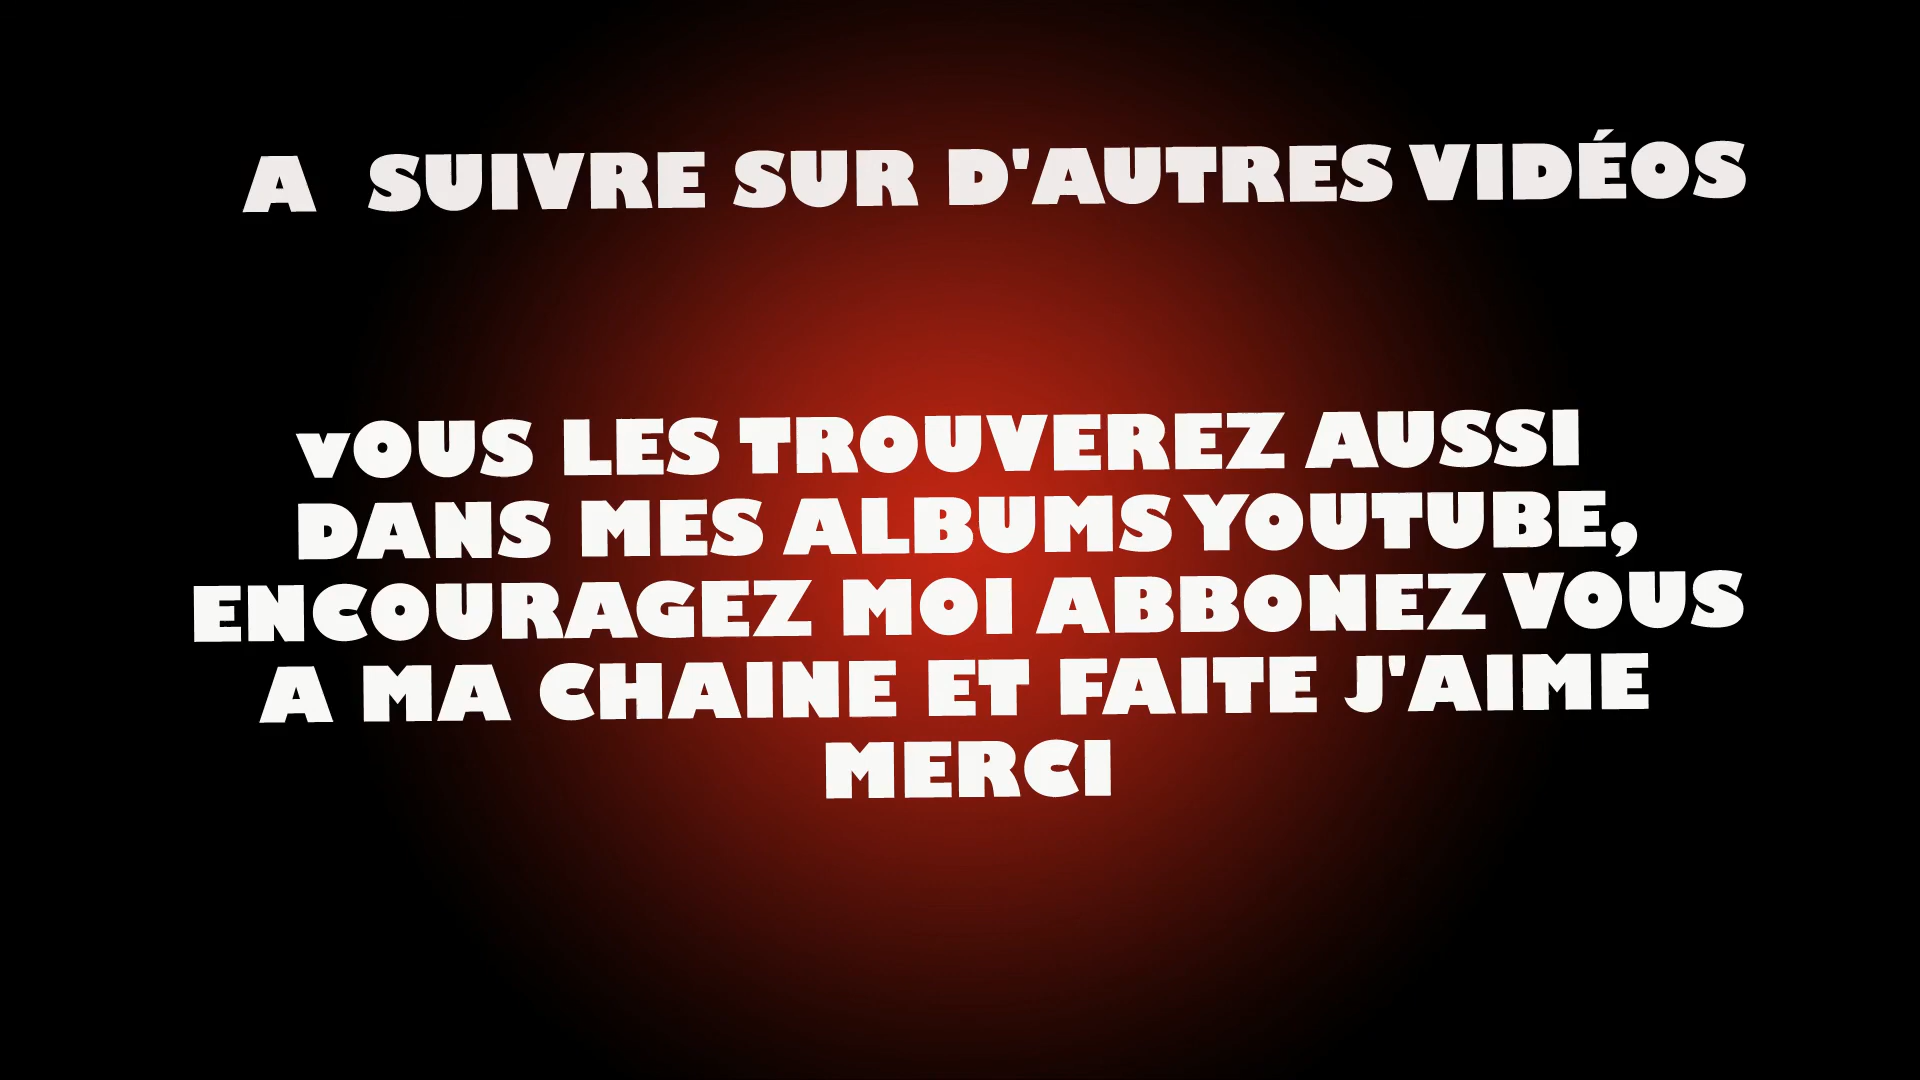 A SUIVRE SUR D'AUTRES VIDÉOS
vOUS LES TROUVEREZ AUSSI
DANS MES ALBUMS YOUTUBE,
ENCOURAGEZ MOI ABBONEZ VOUS
A MA CHAINE ET FAITE J'AIME
MERCI